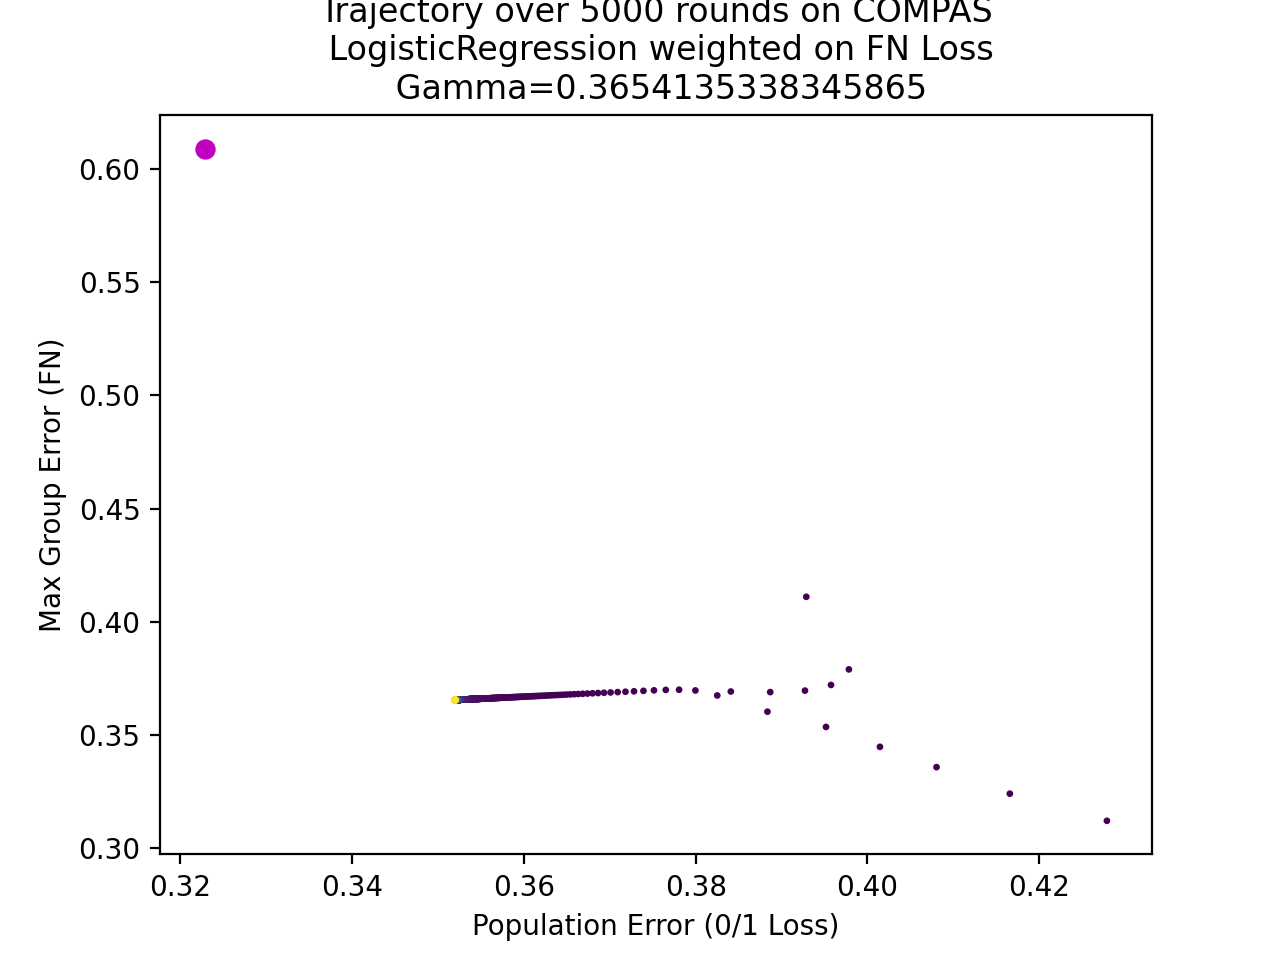 Trajectory over 5000 rounds on COMPAS
LogisticRegression weighted on FN Loss
Gamma=0.3654135338345865
0.60
0.55
0.50
0.45
0.40
0.35
0.30
Max Group Error (FN)
0.32 0.34 0.36 0.38 0.40 0.42
Population Error (0/1 Loss)